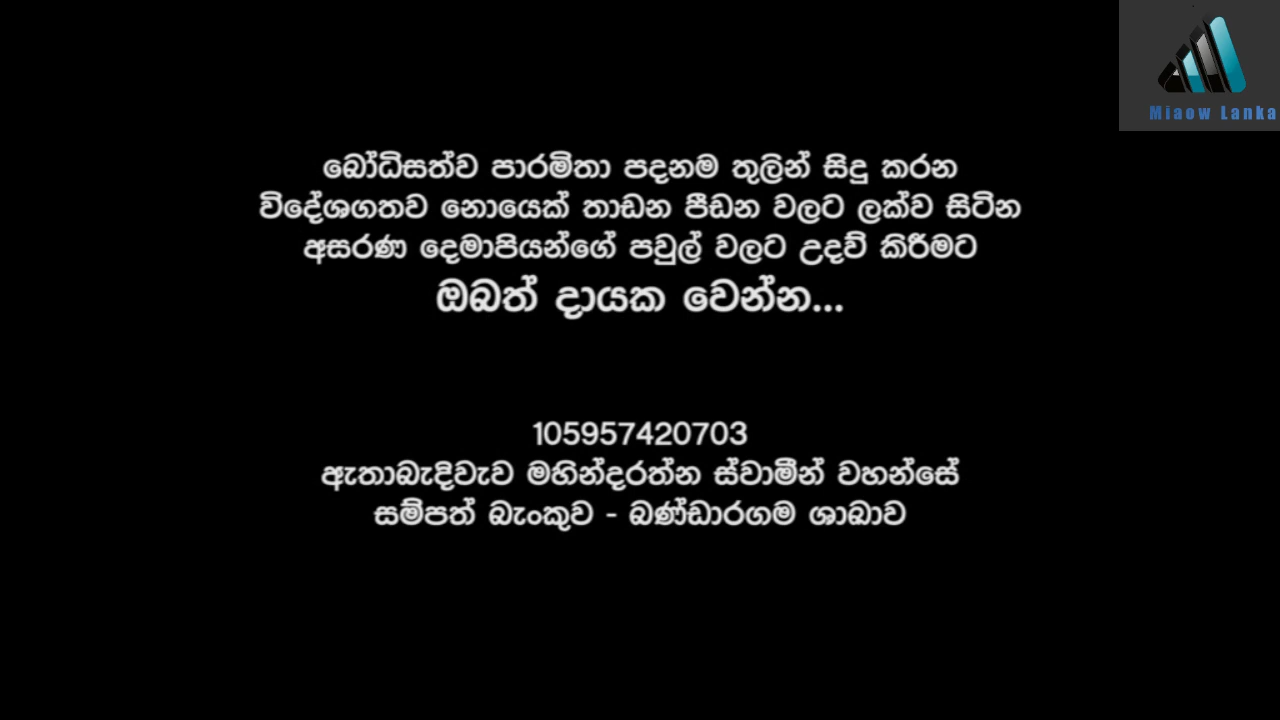 Miaow Lanka
බෝධිසත්ව පාරමිතා පදනම තුලින් සිදු කරන
විදේශගතව නොයෙක් තාඩන පීඩන වලට ලක්ව සිටින
අසරණ දෙමාපියන්ගේ පවුල් වලට උදව් කිරීමට
ඔබත් දායක වෙන්න...
105957420703
ඇතාබැදිවැව මහින්දරත්න ස්වාමීන් වහන්සේ
සම්පත් බැංකුව - බණ්ඩාරගම ශාඛාව